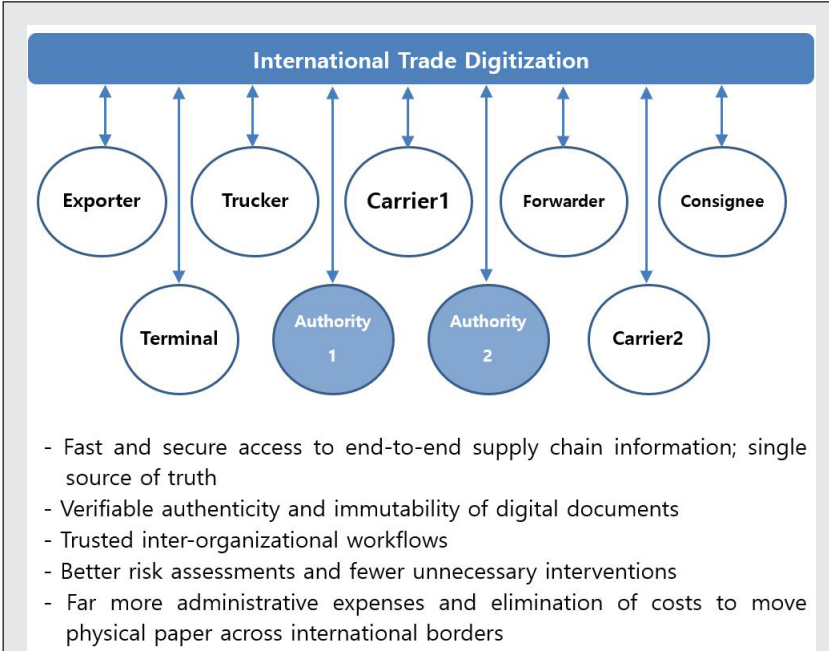 International Trade Digitization
Exporter
Trucker
Carrier1
Forwarder
Consignee
Terminal
Authority
1
Authority
2
Carrier2
- Fast and secure access to end-to-end supply chain information; single
source of truth
- Verifiable authenticity and immutability of digital documents
- Trusted inter-organizational workflows
- Better risk assessments and fewer unnecessary interventions
- Far more administrative expenses and elimination of costs to move
physical paper across international borders